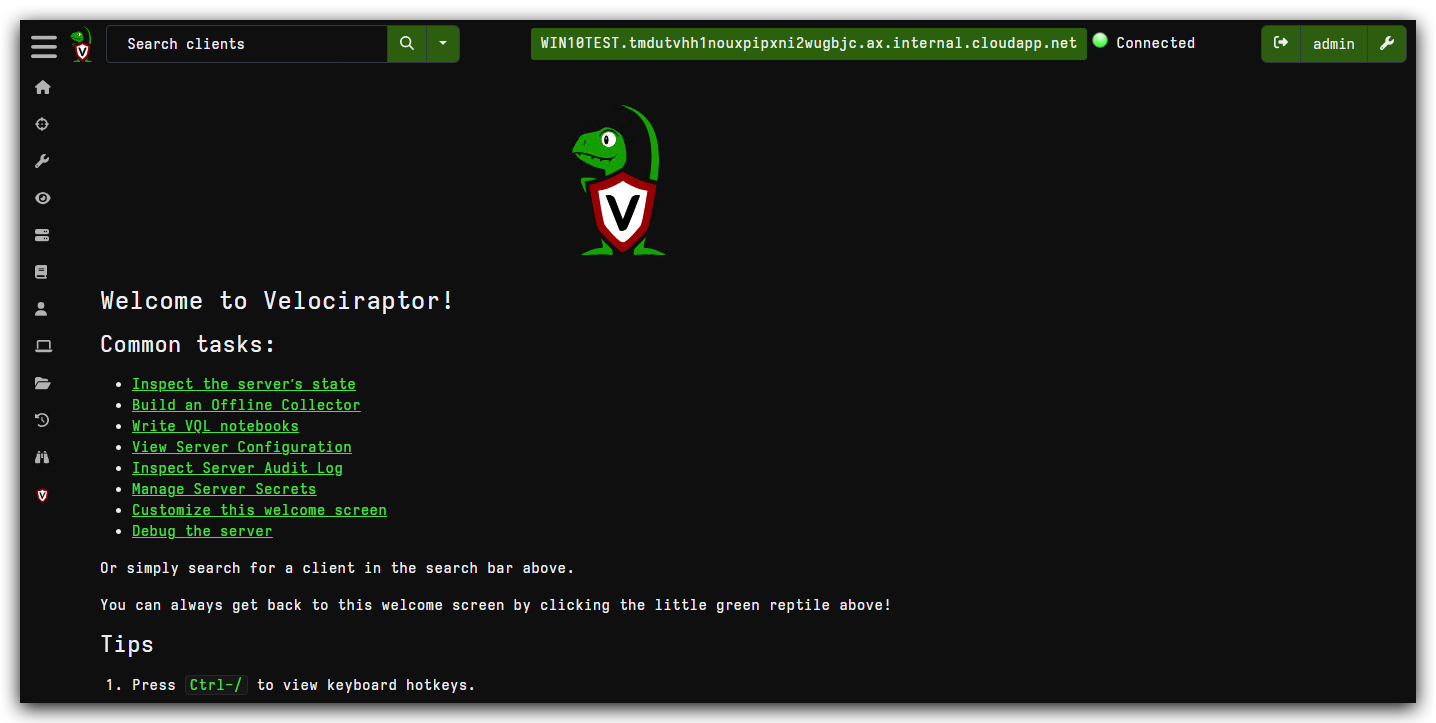 Search clients
WIN10TEST.tmdutvhh1nouxpipxni2wugbjc.ax.internal.cloudapp.net Connected
admin
V
Welcome to Velociraptor!
Common tasks:
• Inspect the server's state
• Build an Offline Collector
• Write VQL notebooks
• View Server Configuration
• Inspect Server Audit Log
• Manage Server Secrets
• Customize this welcome screen
• Debug the server
Or simply search for a client in the search bar above.
You can always get back to this welcome screen by clicking the little green reptile above!
Tips
1. Press Ctrl-/ to view keyboard hotkeys.